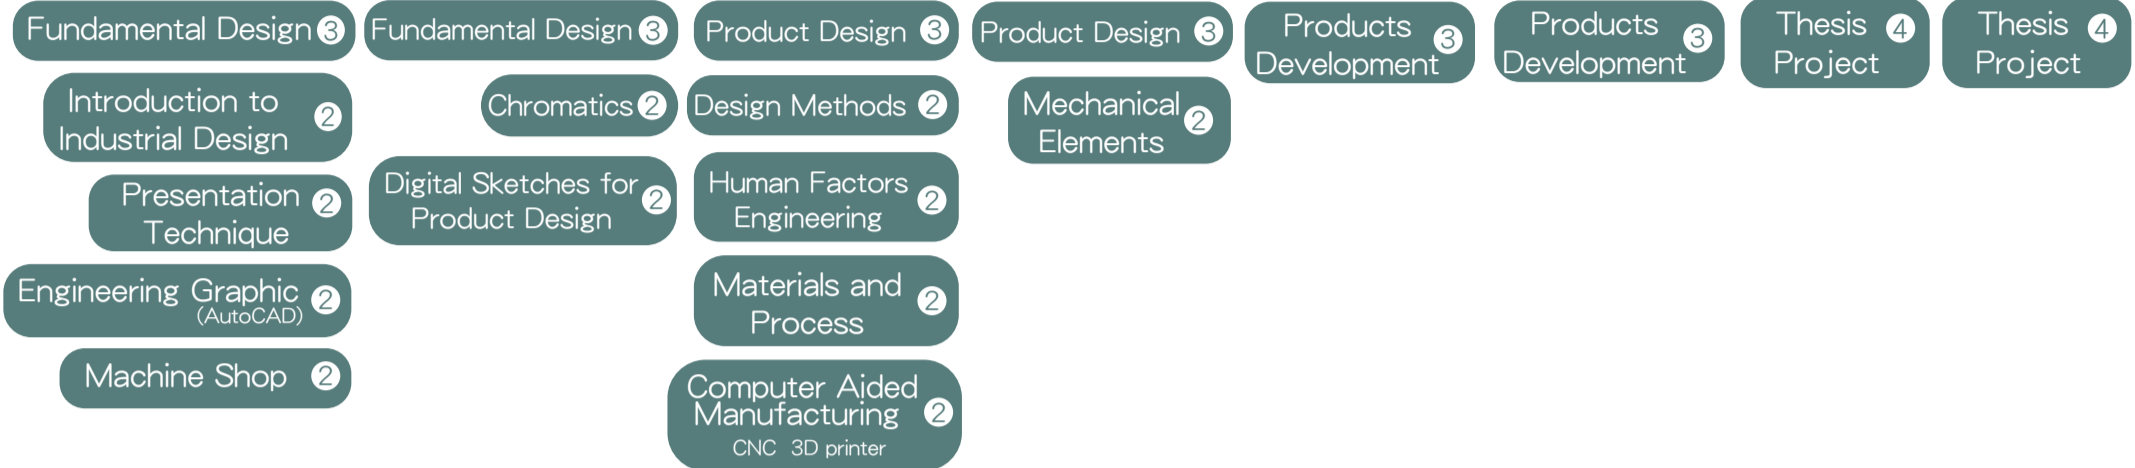 Fundamental Design 3
Introduction to
Industrial Design 2
Presentation
Technique 2
Engineering Graphic 2
(AutoCAD)
Machine Shop 2
Fundamental Design 3
Chromatics 2
Digital Sketches for
Product Design 2
Product Design 3
Design Methods 2
Human Factors
Engineering 2
Materials and
Process 2
Computer Aided
Manufacturing 2
CNC 3D printer
Product Design 3
Mechanical
Elements 2
Products
Development 3
Products
Development 3
Thesis 4
Project
Thesis 4
Project